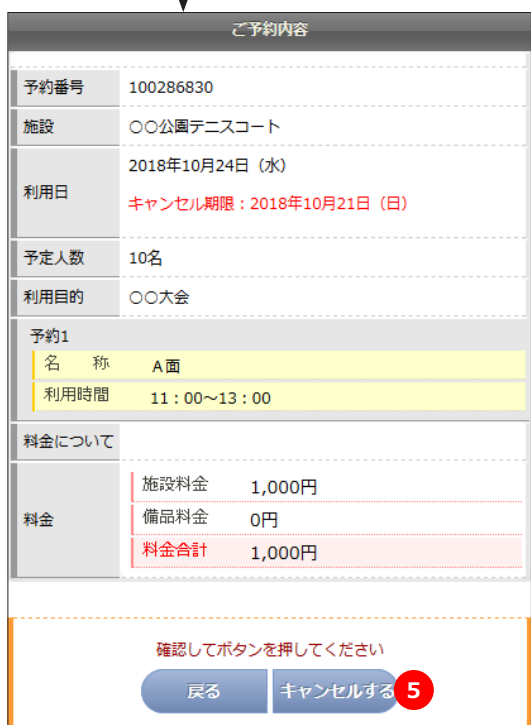 ご予約内容
予約番号 100286830
施設 〇〇公園テニスコート
2018年10月24日（水）
利用日
キャンセル期限：2018年10月21日（日）
予定人数 10名
利用目的 〇〇大会
予約1
名　称 A面
利用時間 11：00～13：00
料金について
施設料金 1,000円
料金 備品料金 0円
料金合計 1,000円
確認してボタンを押してください
戻る キャンセルする 5